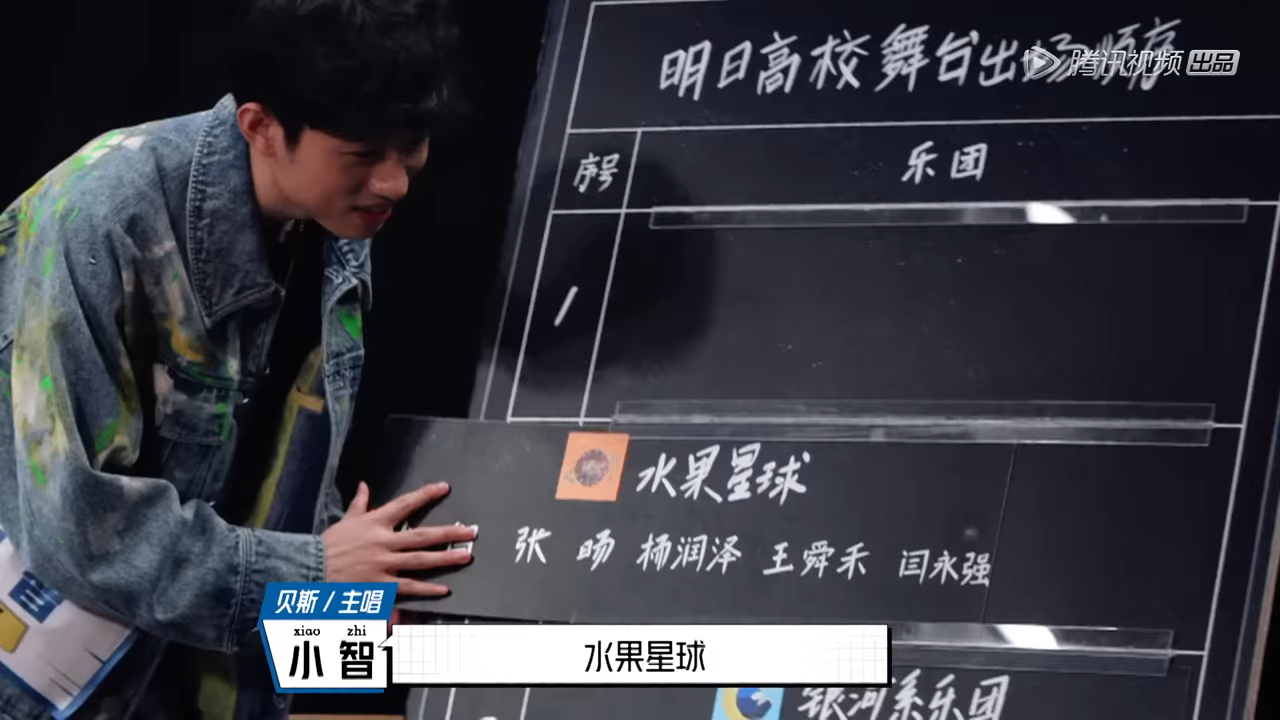 明日高校舞台出场顺序
腾讯视频 出品
序号 乐团
1
水果星球
张旸 杨润泽 王舜禾 闫永强
贝斯/主唱
xiao zhi
小智
水果星球
银河系乐团